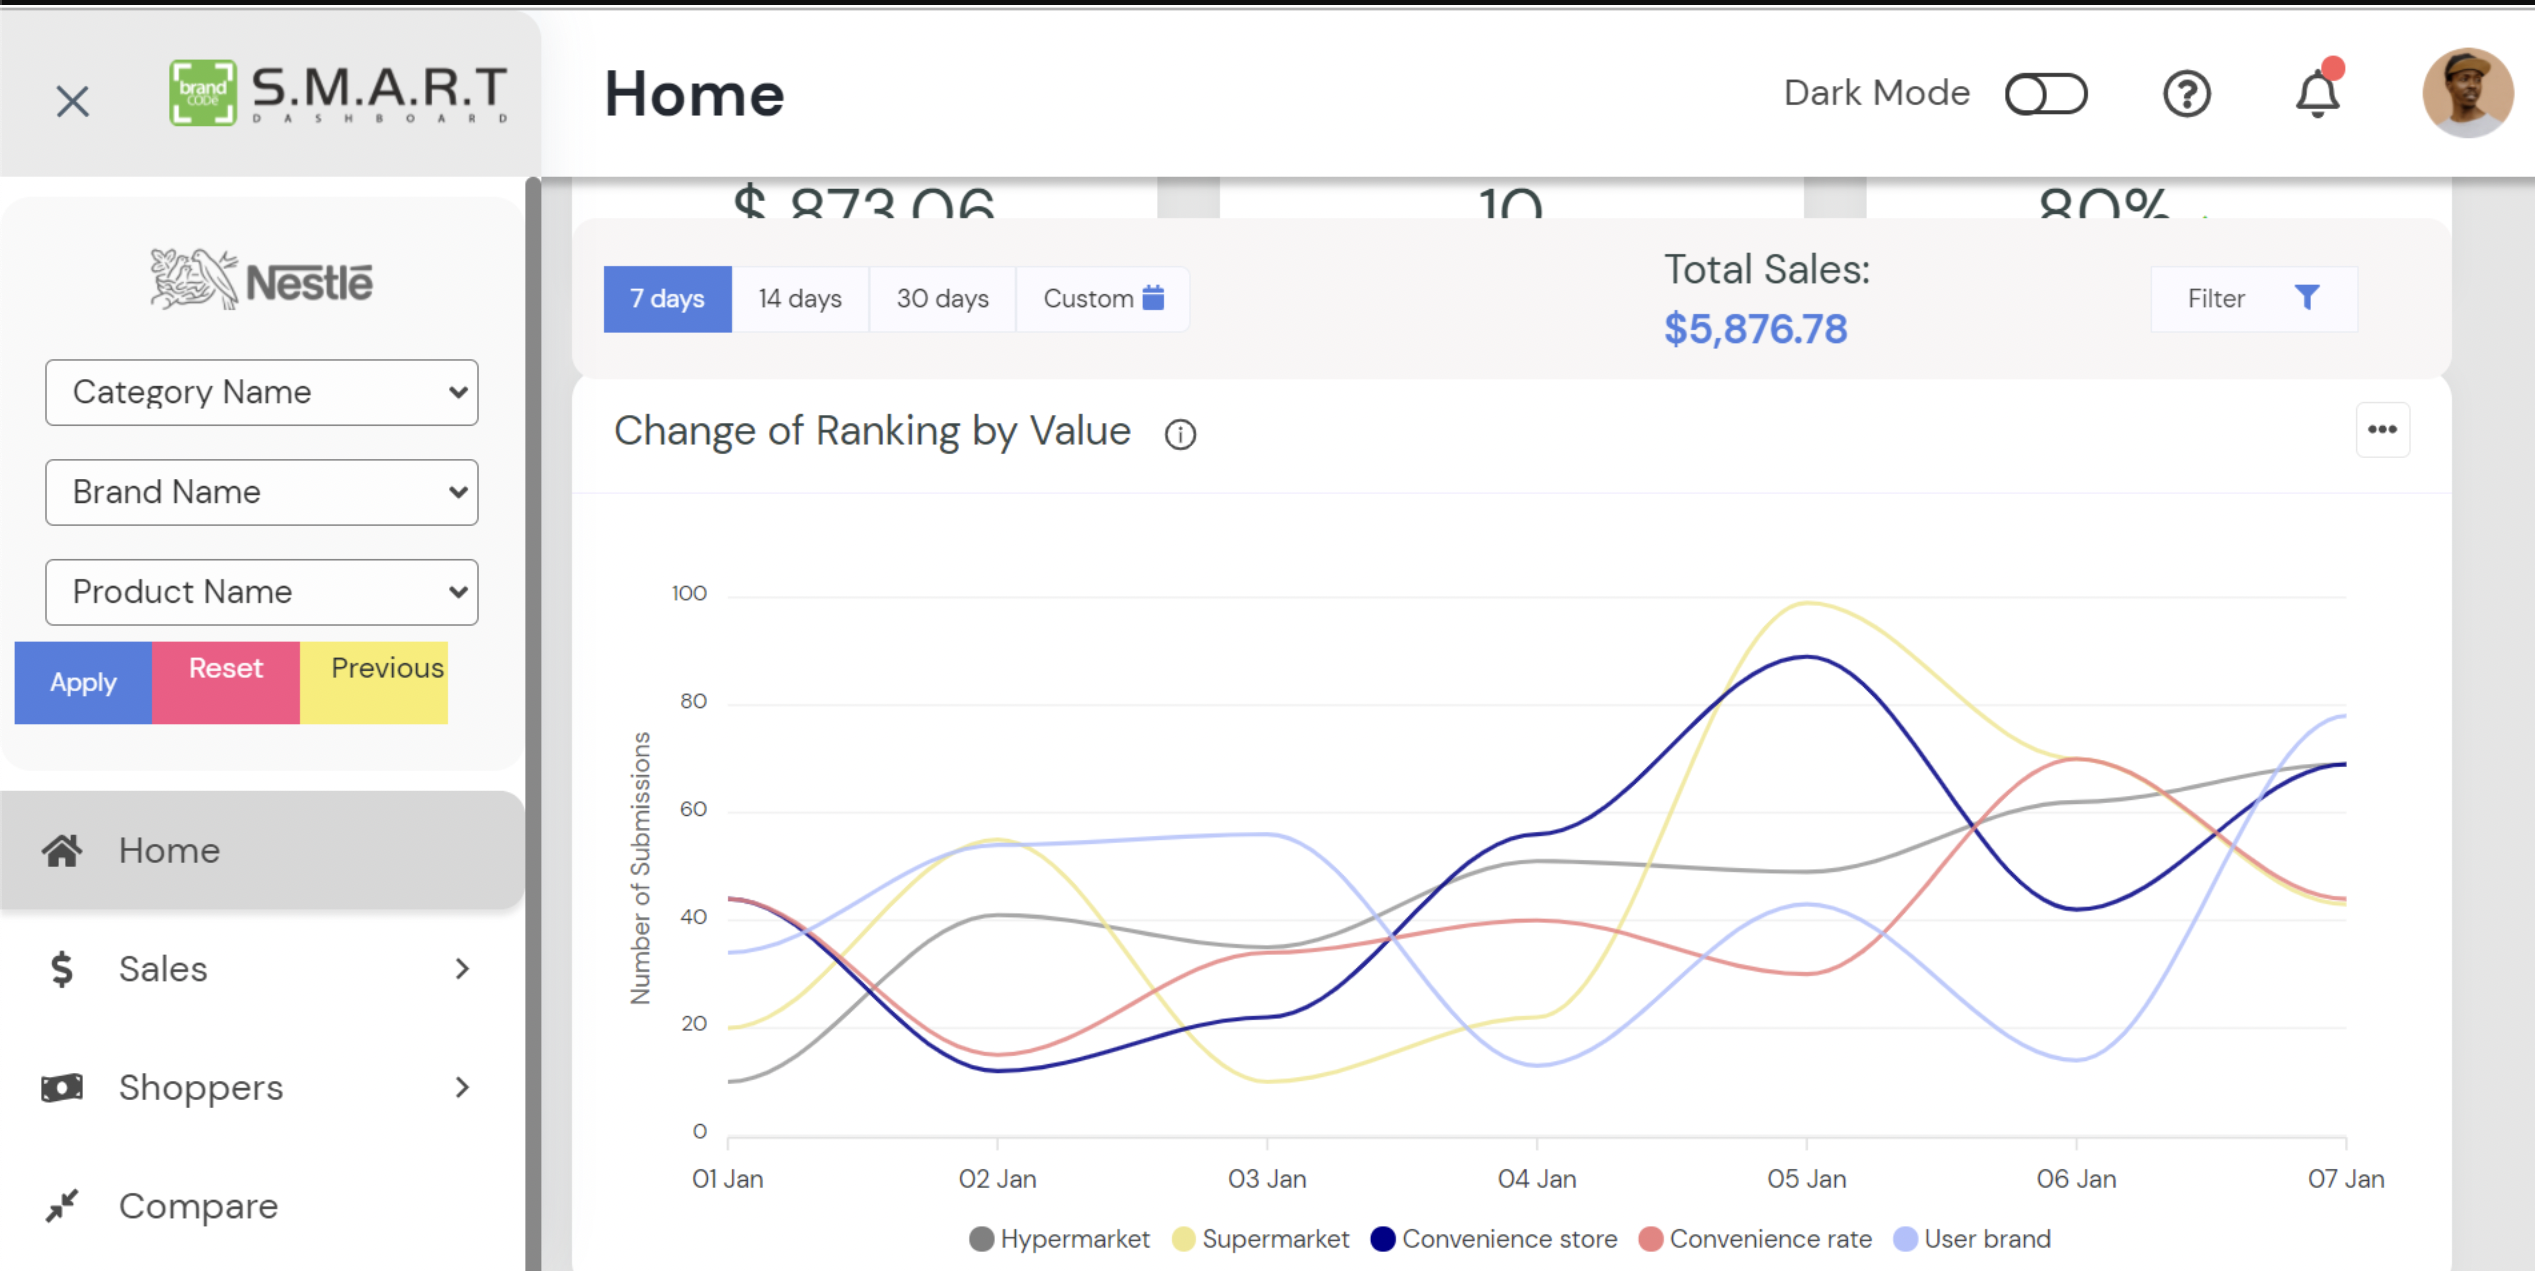 brand
CODE
S.M.A.R.T
DASHBOARD
Home
Dark Mode
$ 873.06
10
80%
Nestlé
Category Name
Brand Name
Product Name
Apply
Reset
Previous
Home
Sales
Shoppers
Compare
7 days
14 days
30 days
Custom
Total Sales:
$5,876.78
Filter
Change of Ranking by Value
Number of Submissions
100
80
60
40
20
0
01 Jan
02 Jan
03 Jan
04 Jan
05 Jan
06 Jan
07 Jan
Hypermarket
Supermarket
Convenience store
Convenience rate
User brand